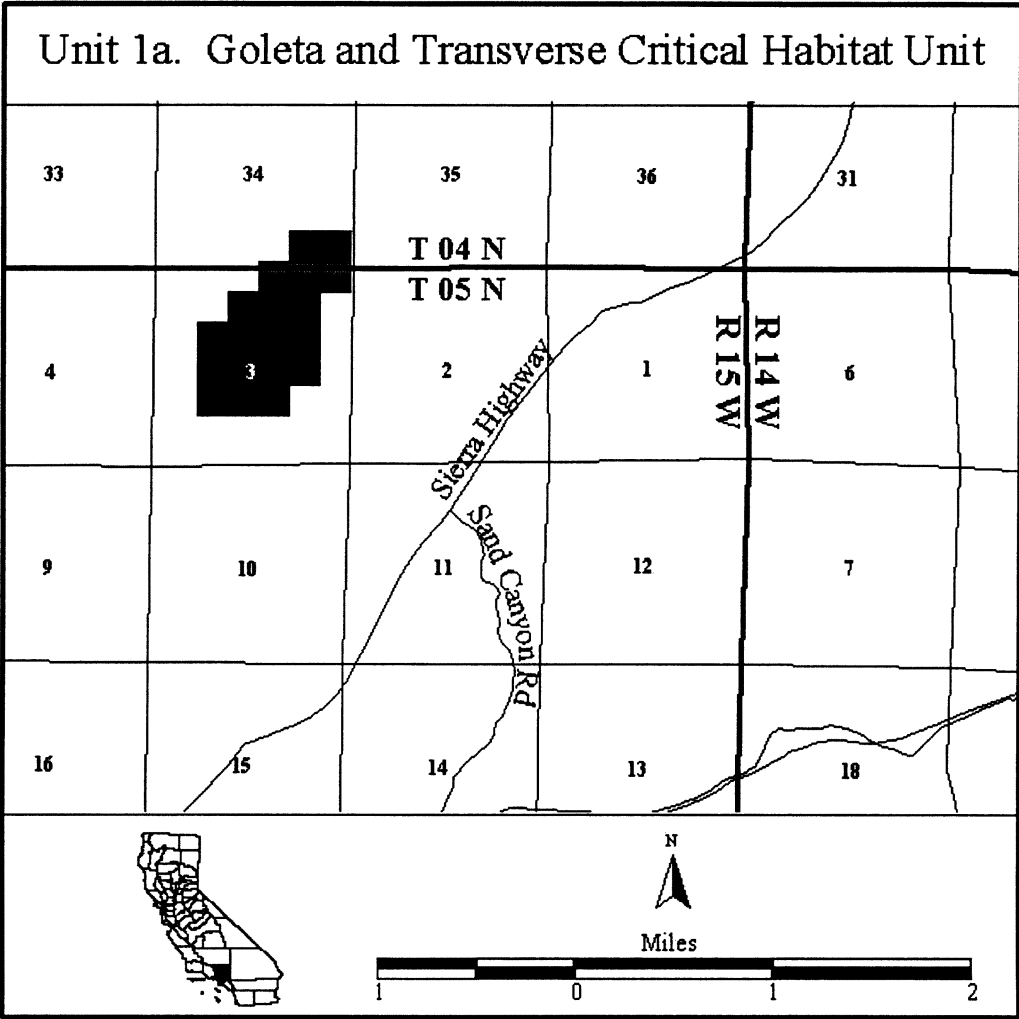 Unit 1a. Goleta and Transverse Critical Habitat Unit
33 34 35 36 31
T 04 N
T 05 N
R 15 W
R 14 W
4 3 2 1 6
Sierra Highway
Sand Canyon Rd
9 10 11 12 7
16 15 14 13 18
N
Miles
1 0 1 2